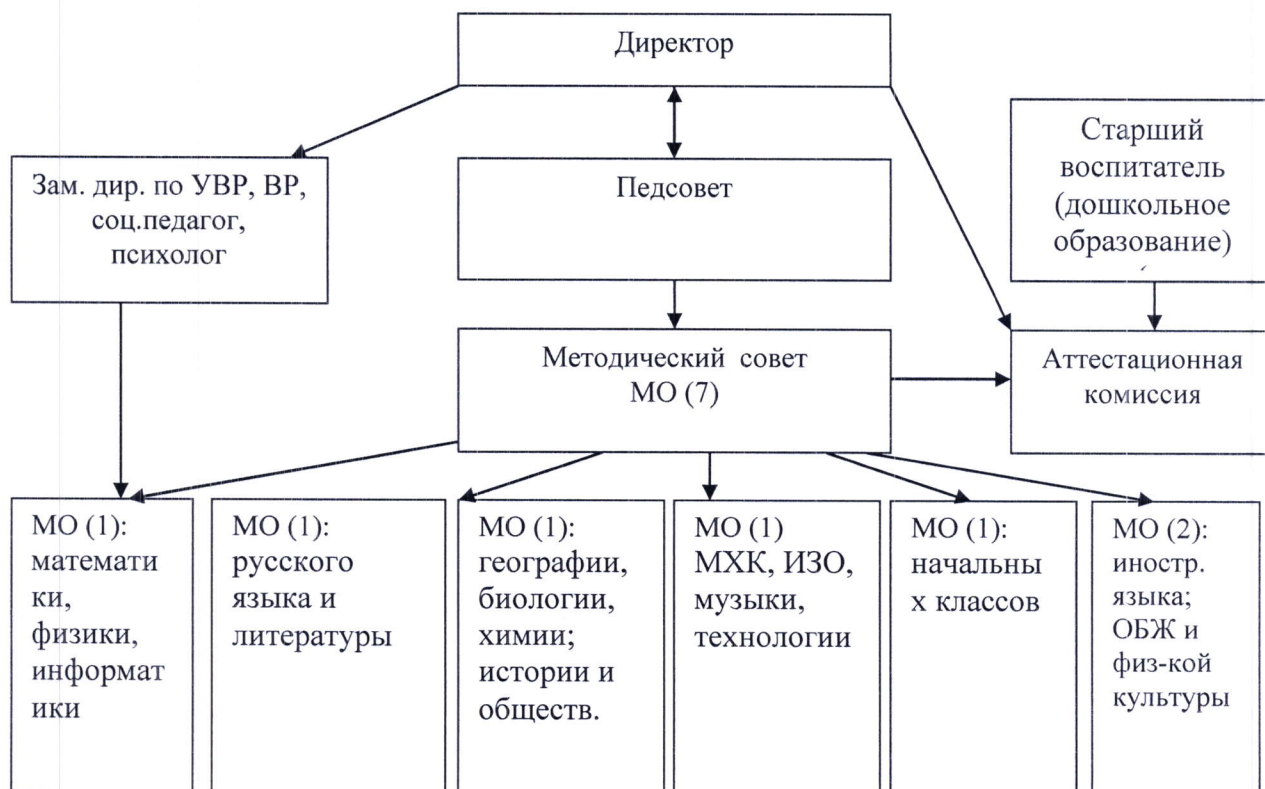 Директор
Старший
воспитатель
(дошкольное
образование)
Зам. дир. по УВР, ВР,
соц.педагог,
психолог
Педсовет
Методический совет
МО (7)
Аттестационная
комиссия
МО (1):
математи
ки,
физики,
информат
ики
МО (1):
русского
языка и
литературы
МО (1):
географии,
биологии,
химии;
истории и
обществ.
МО (1)
МХК, ИЗО,
музыки,
технологии
МО (1):
начальны
х классов
МО (2):
иностр.
языка;
ОБЖ и
физ-кой
культуры